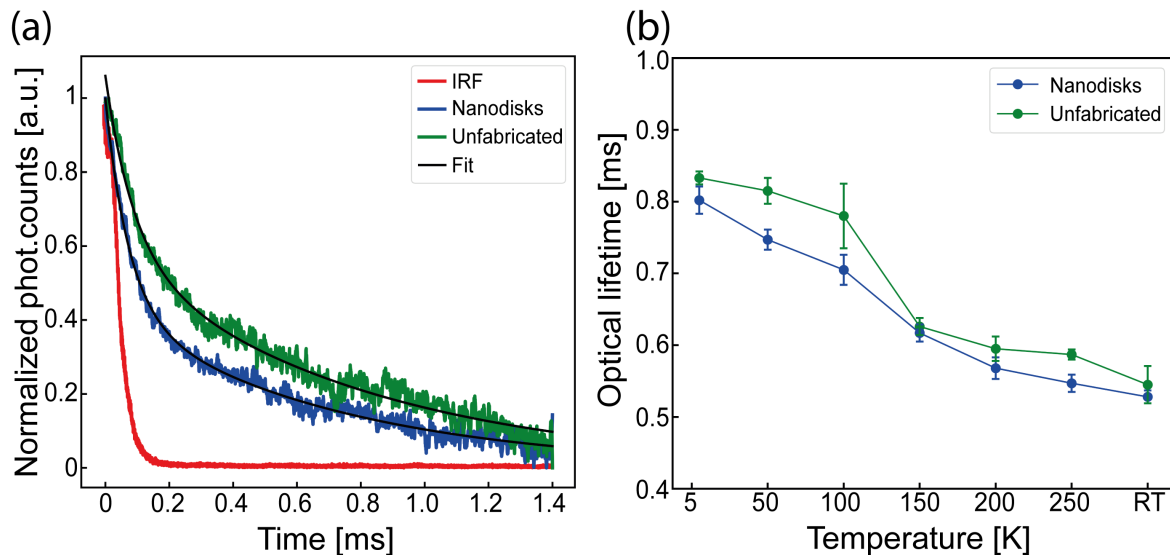 (a)
Normalized phot.counts [a.u.]
1
0.8
0.6
0.4
0.2
0
IRF
Nanodisks
Unfabricated
Fit
0 0.2 0.4 0.6 0.8 1.0 1.2 1.4
Time [ms]
(b)
Optical lifetime [ms]
1.0
0.9
0.8
0.7
0.6
0.5
0.4
Nanodisks
Unfabricated
5 50 100 150 200 250 RT
Temperature [K]